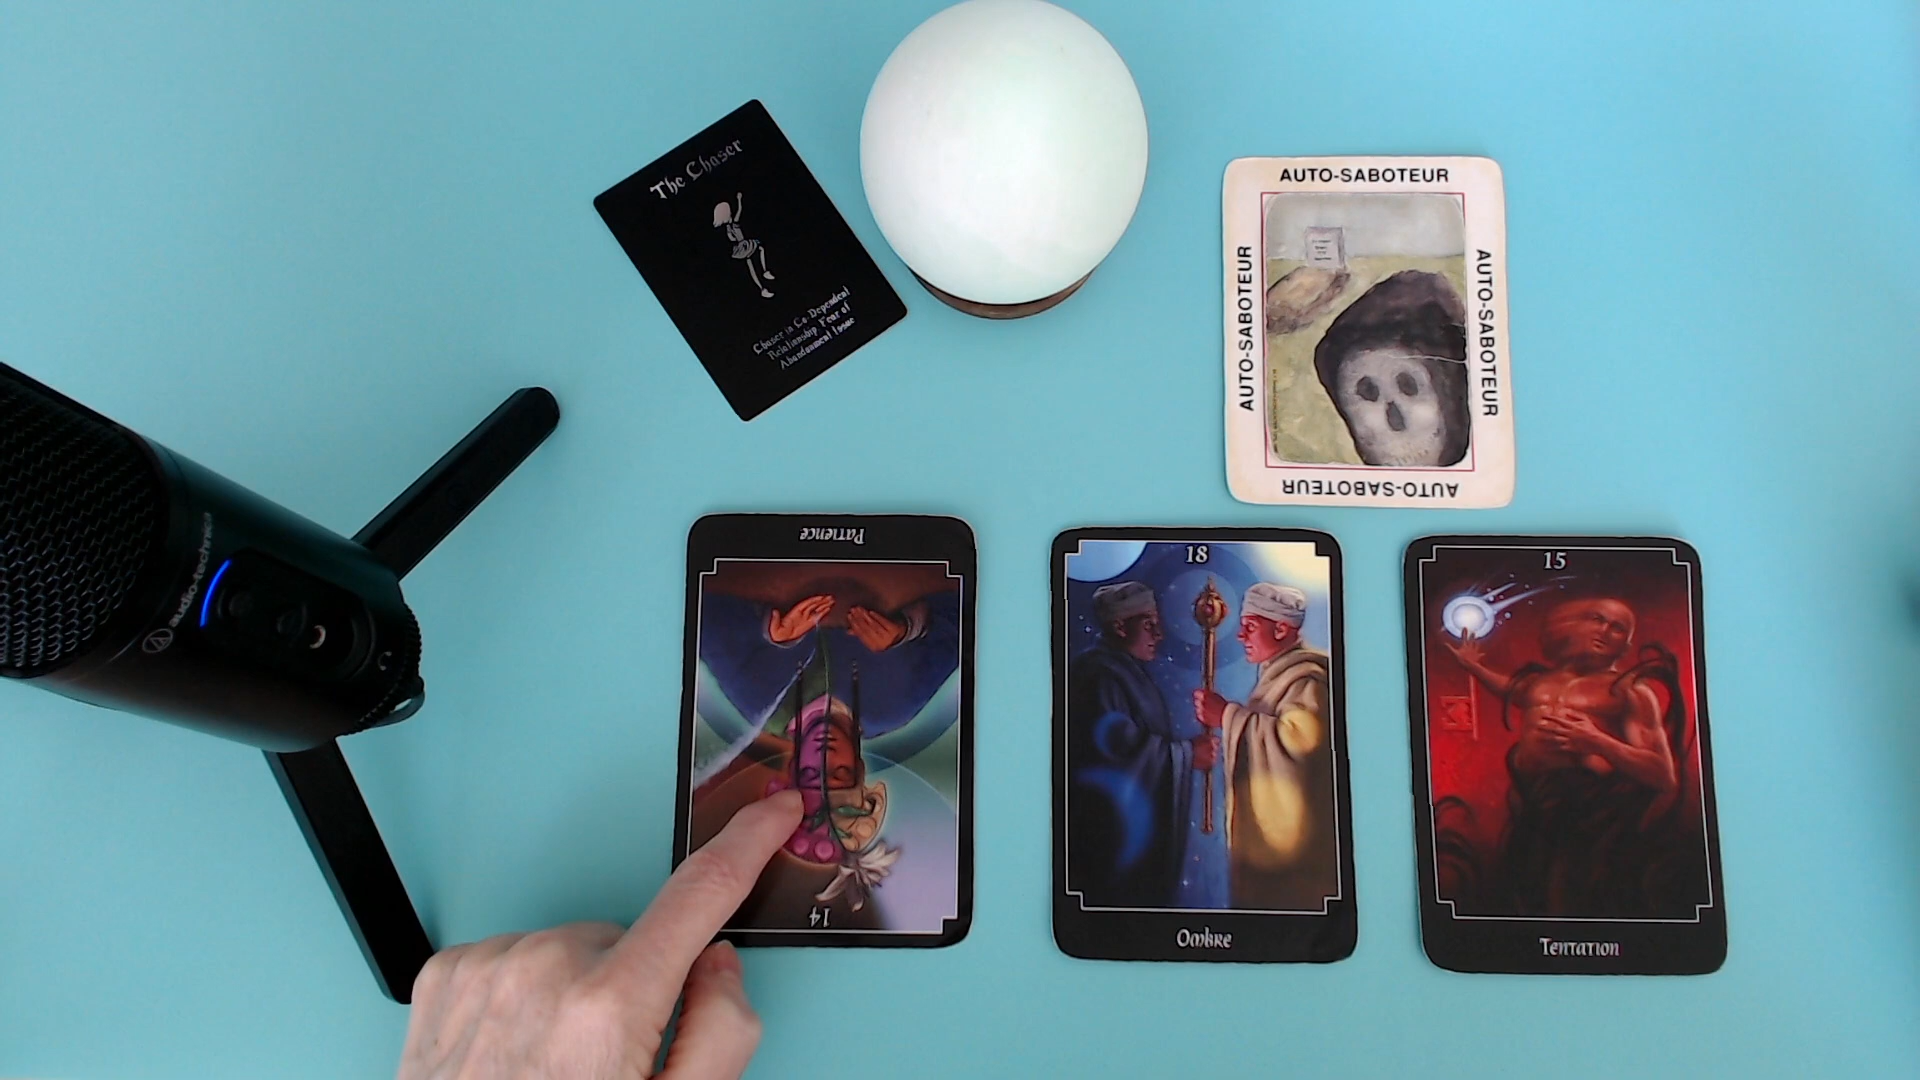 The Chaser
Chaser in Co-Dependent
Relationship, Fear of
Abandonment Issue
AUTO-SABOTEUR
AUTO-SABOTEUR
AUTO-SABOTEUR
AUTO-SABOTEUR
audio-technica
Patience
14
18
Ombre
15
Tentation